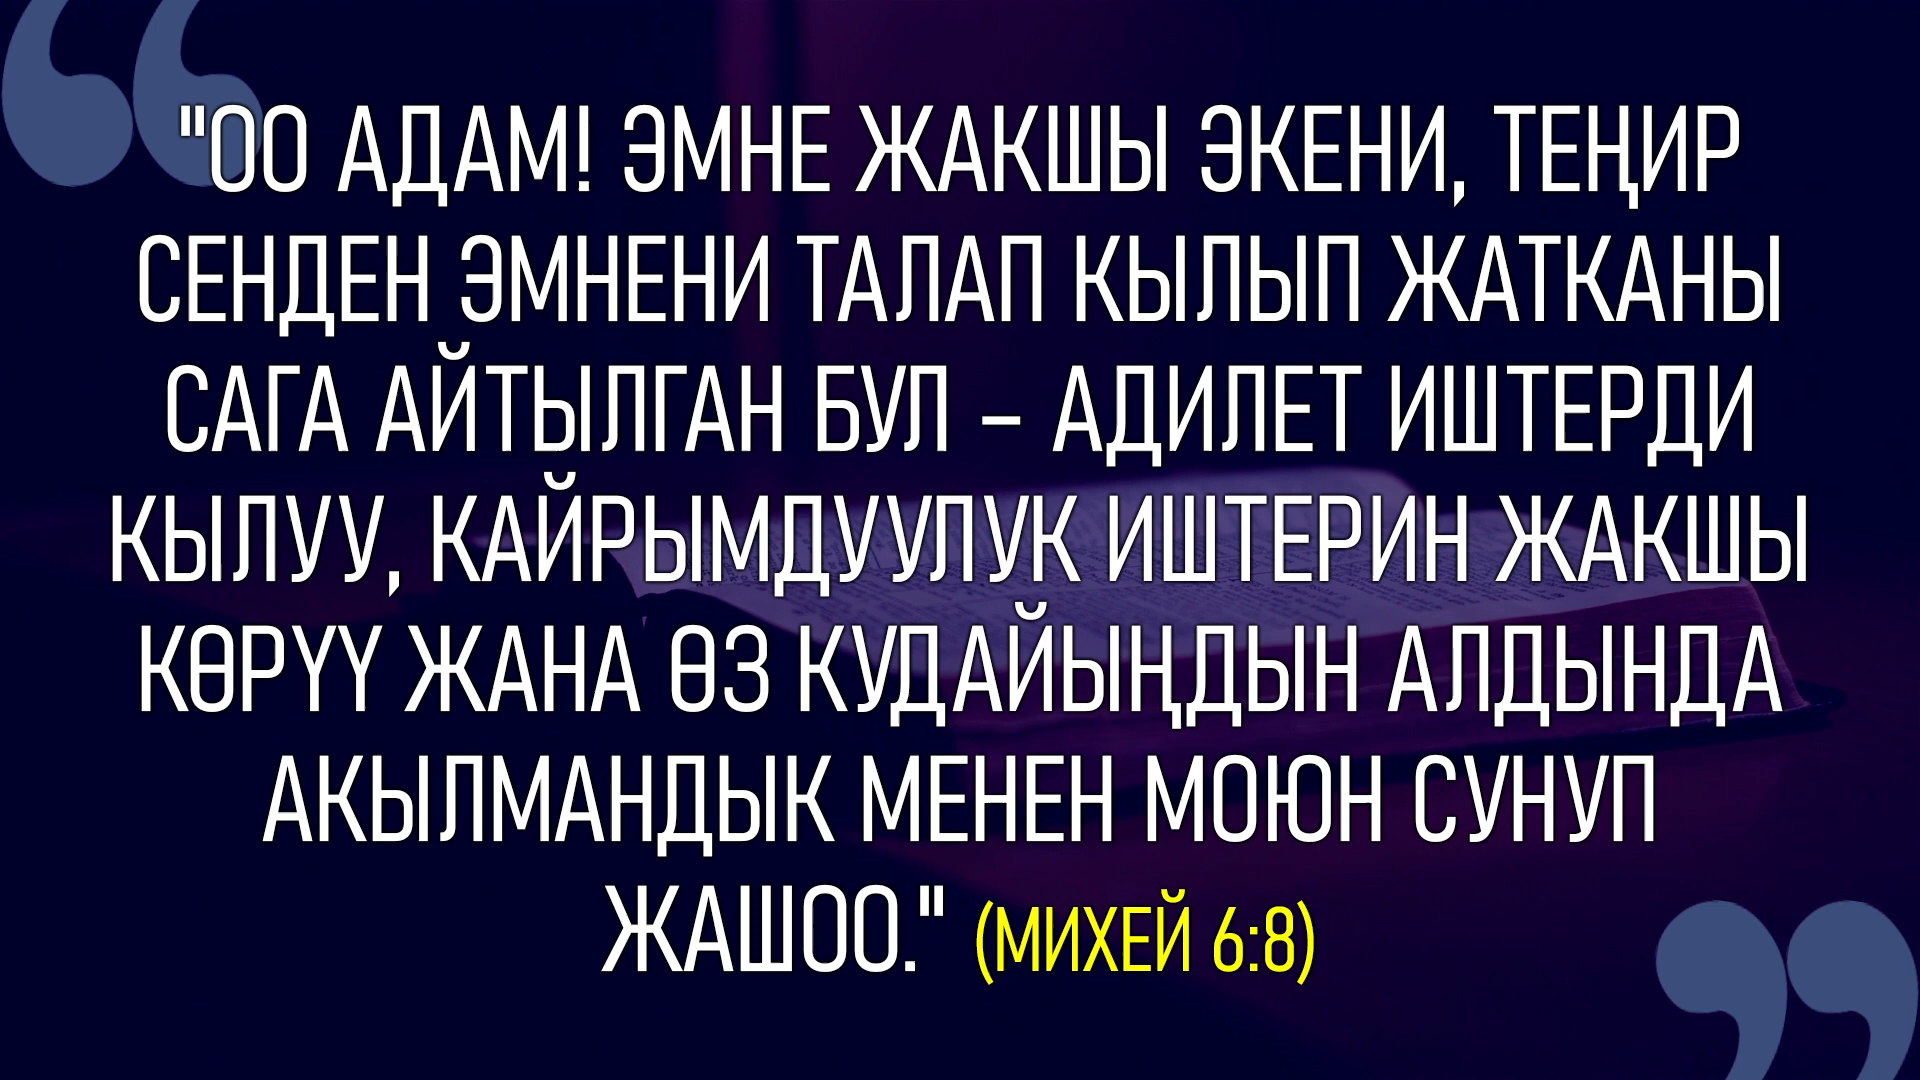 "ОО АДАМ! ЭМНЕ ЖАКШЫ ЭКЕНИ, ТЕҢИР
СЕНДЕН ЭМНЕНИ ТАЛАП КЫЛЫП ЖАТКАНЫ
САГА АЙТЫЛГАН БУЛ – АДИЛЕТ ИШТЕРДИ
КЫЛУУ, КАЙРЫМДУУЛУК ИШТЕРИН ЖАКШЫ
КӨРҮҮ ЖАНА ӨЗ КУДАЙЫҢДЫН АЛДЫНДА
АКЫЛМАНДЫК МЕНЕН МОЮН СУНУП
ЖАШОО." (МИХЕЙ 6:8)